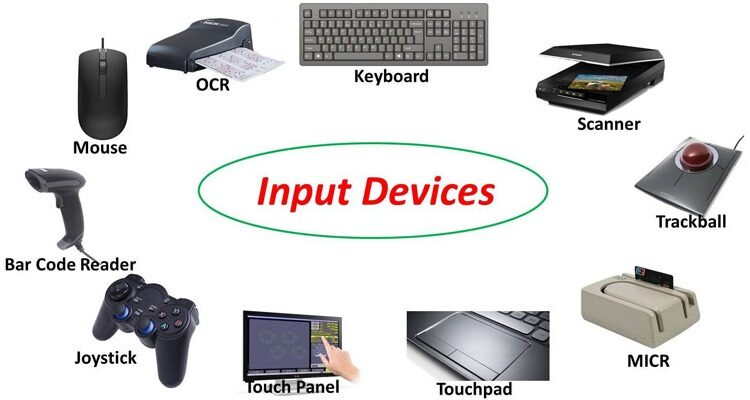 Keyboard
OCR
Scanner
Mouse
Input Devices
Trackball
Bar Code Reader
Joystick
Touch Panel
Touchpad
MICR